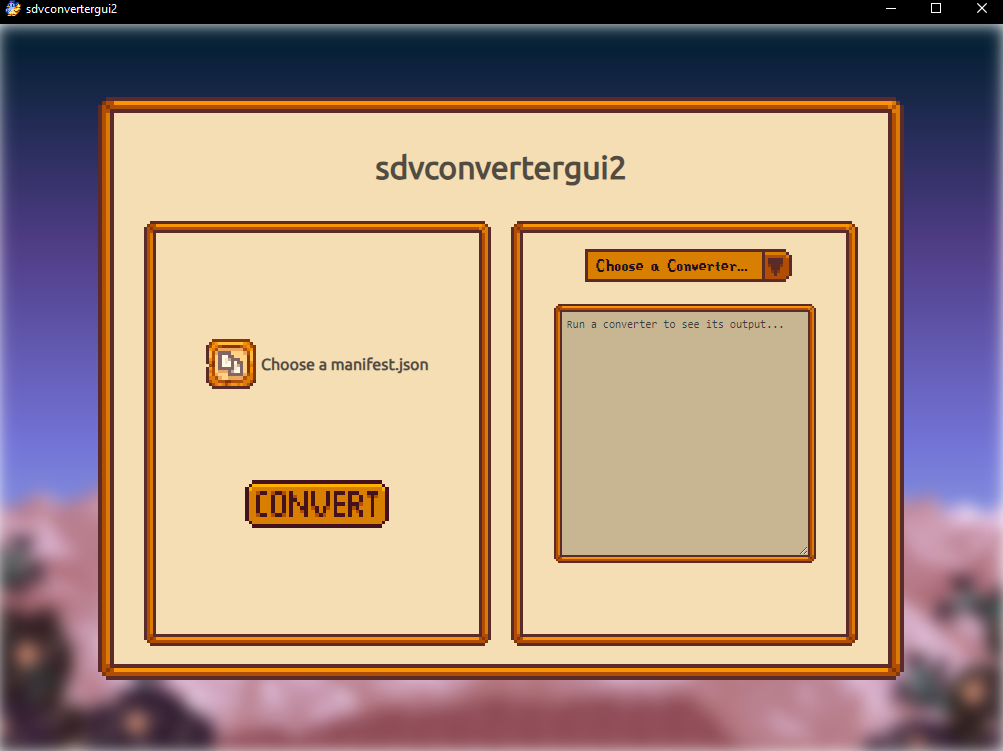 sdvconvertergui2
sdvconvertergui2
Choose a manifest.json
CONVERT
Choose a Converter...
Run a converter to see its output...